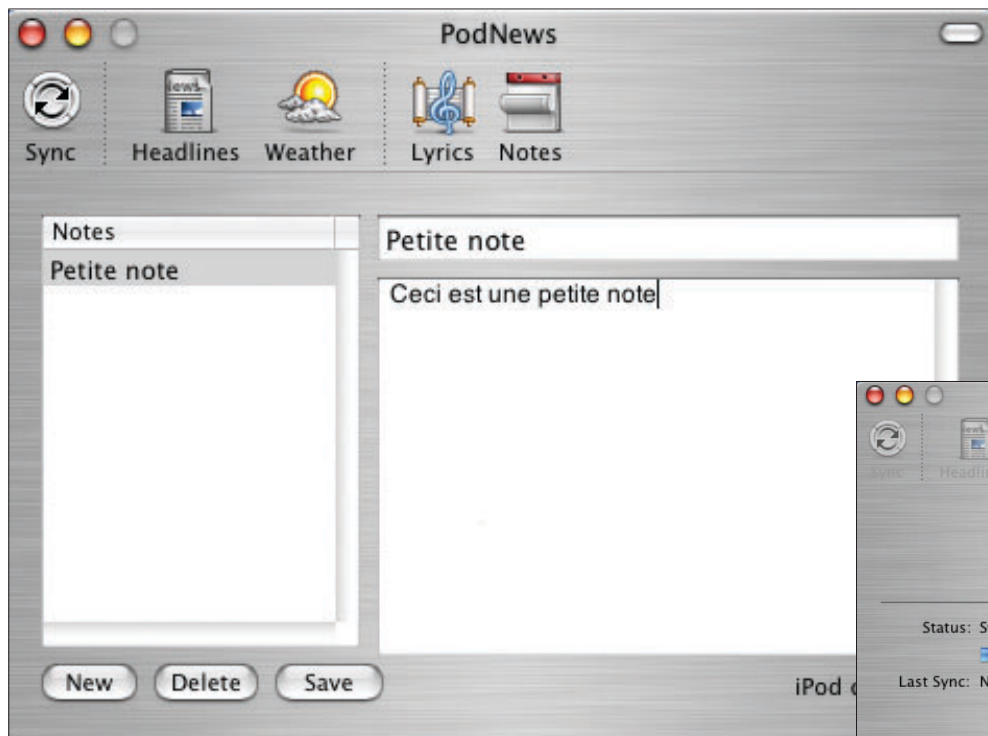 PodNews
Sync Headlines Weather Lyrics Notes
Notes
Petite note
Petite note
Ceci est une petite note
New Delete Save
iPod
Sync
Status:
Last Sync: